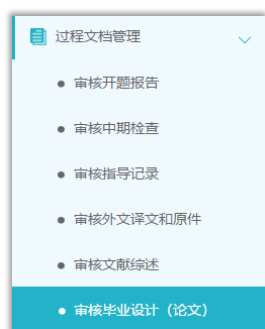 过程文档管理
审核开题报告
审核中期检查
审核指导记录
审核外文译文和原件
审核文献综述
审核毕业设计（论文）